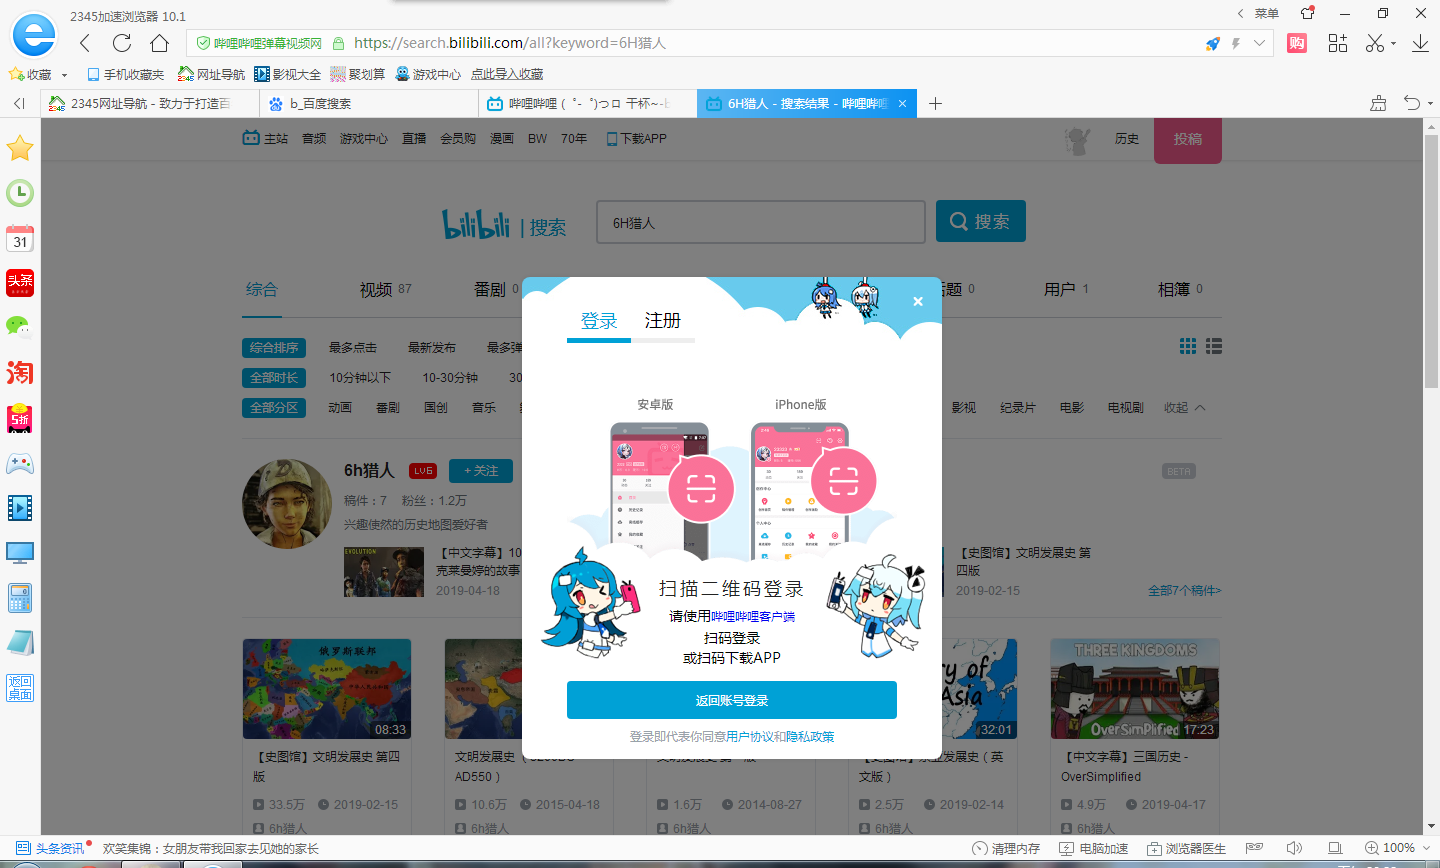 2345加速浏览器 10.1
菜单
哔哩哔哩弹幕视频网
https://search.bilibili.com/all?keyword=6H猎人
购
收藏
手机收藏夹
网址导航
影视大全
聚划算
游戏中心
点此导入收藏
2345网址导航 - 致力于打造百
b_百度搜索
哔哩哔哩 ( ゜- ゜)つロ 干杯~-b
6H猎人 - 搜索结果 - 哔哩哔哩
主站
音频
游戏中心
直播
会员购
漫画
BW
70年
下载APP
历史
投稿
31
头条
淘
5折
返回
桌面
bilibili | 搜索
6H猎人
搜索
综合
视频 87
番剧 0
话题 0
用户 1
相簿 0
综合排序
最多点击
最新发布
最多弹
全部时长
10分钟以下
10-30分钟
30
全部分区
动画
番剧
国创
音乐
影视
纪录片
电影
电视剧
收起
登录
注册
安卓版
iPhone版
扫描二维码登录
请使用哔哩哔哩客户端
扫码登录
或扫码下载APP
返回账号登录
登录即代表你同意用户协议和隐私政策
6h猎人
LV5
+ 关注
BETA
稿件：7
粉丝：1.2万
兴趣使然的历史地图爱好者
EVOLUTION
【中文字幕】10
克莱曼婷的故事
2019-04-18
【史图馆】文明发展史 第
四版
2019-02-15
全部7个稿件>
俄罗斯联邦
08:33
ry of
Asia
32:01
THREE KINGDOMS
OverSimplified
17:23
【史图馆】文明发展史 第四
版
33.5万
2019-02-15
6h猎人
AD550）
10.6万
2015-04-18
6h猎人
1.6万
2014-08-27
6h猎人
文版）
2.5万
2019-02-14
6h猎人
【中文字幕】三国历史 -
OverSimplified
4.9万
2019-04-17
6h猎人
头条资讯
欢笑集锦：女朋友带我回家去见她的家长
清理内存
电脑加速
浏览器医生
100%